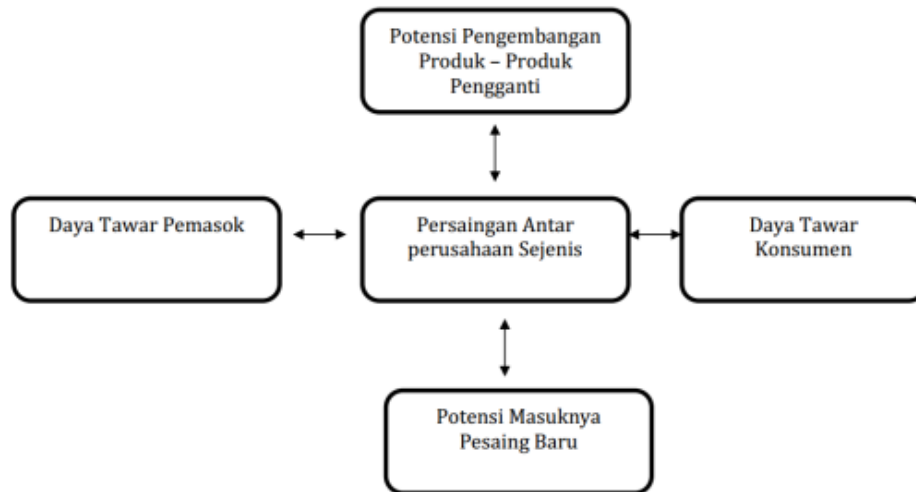 Potensi Pengembangan
Produk – Produk
Pengganti
Daya Tawar Pemasok
Persaingan Antar
perusahaan Sejenis
Daya Tawar
Konsumen
Potensi Masuknya
Pesaing Baru